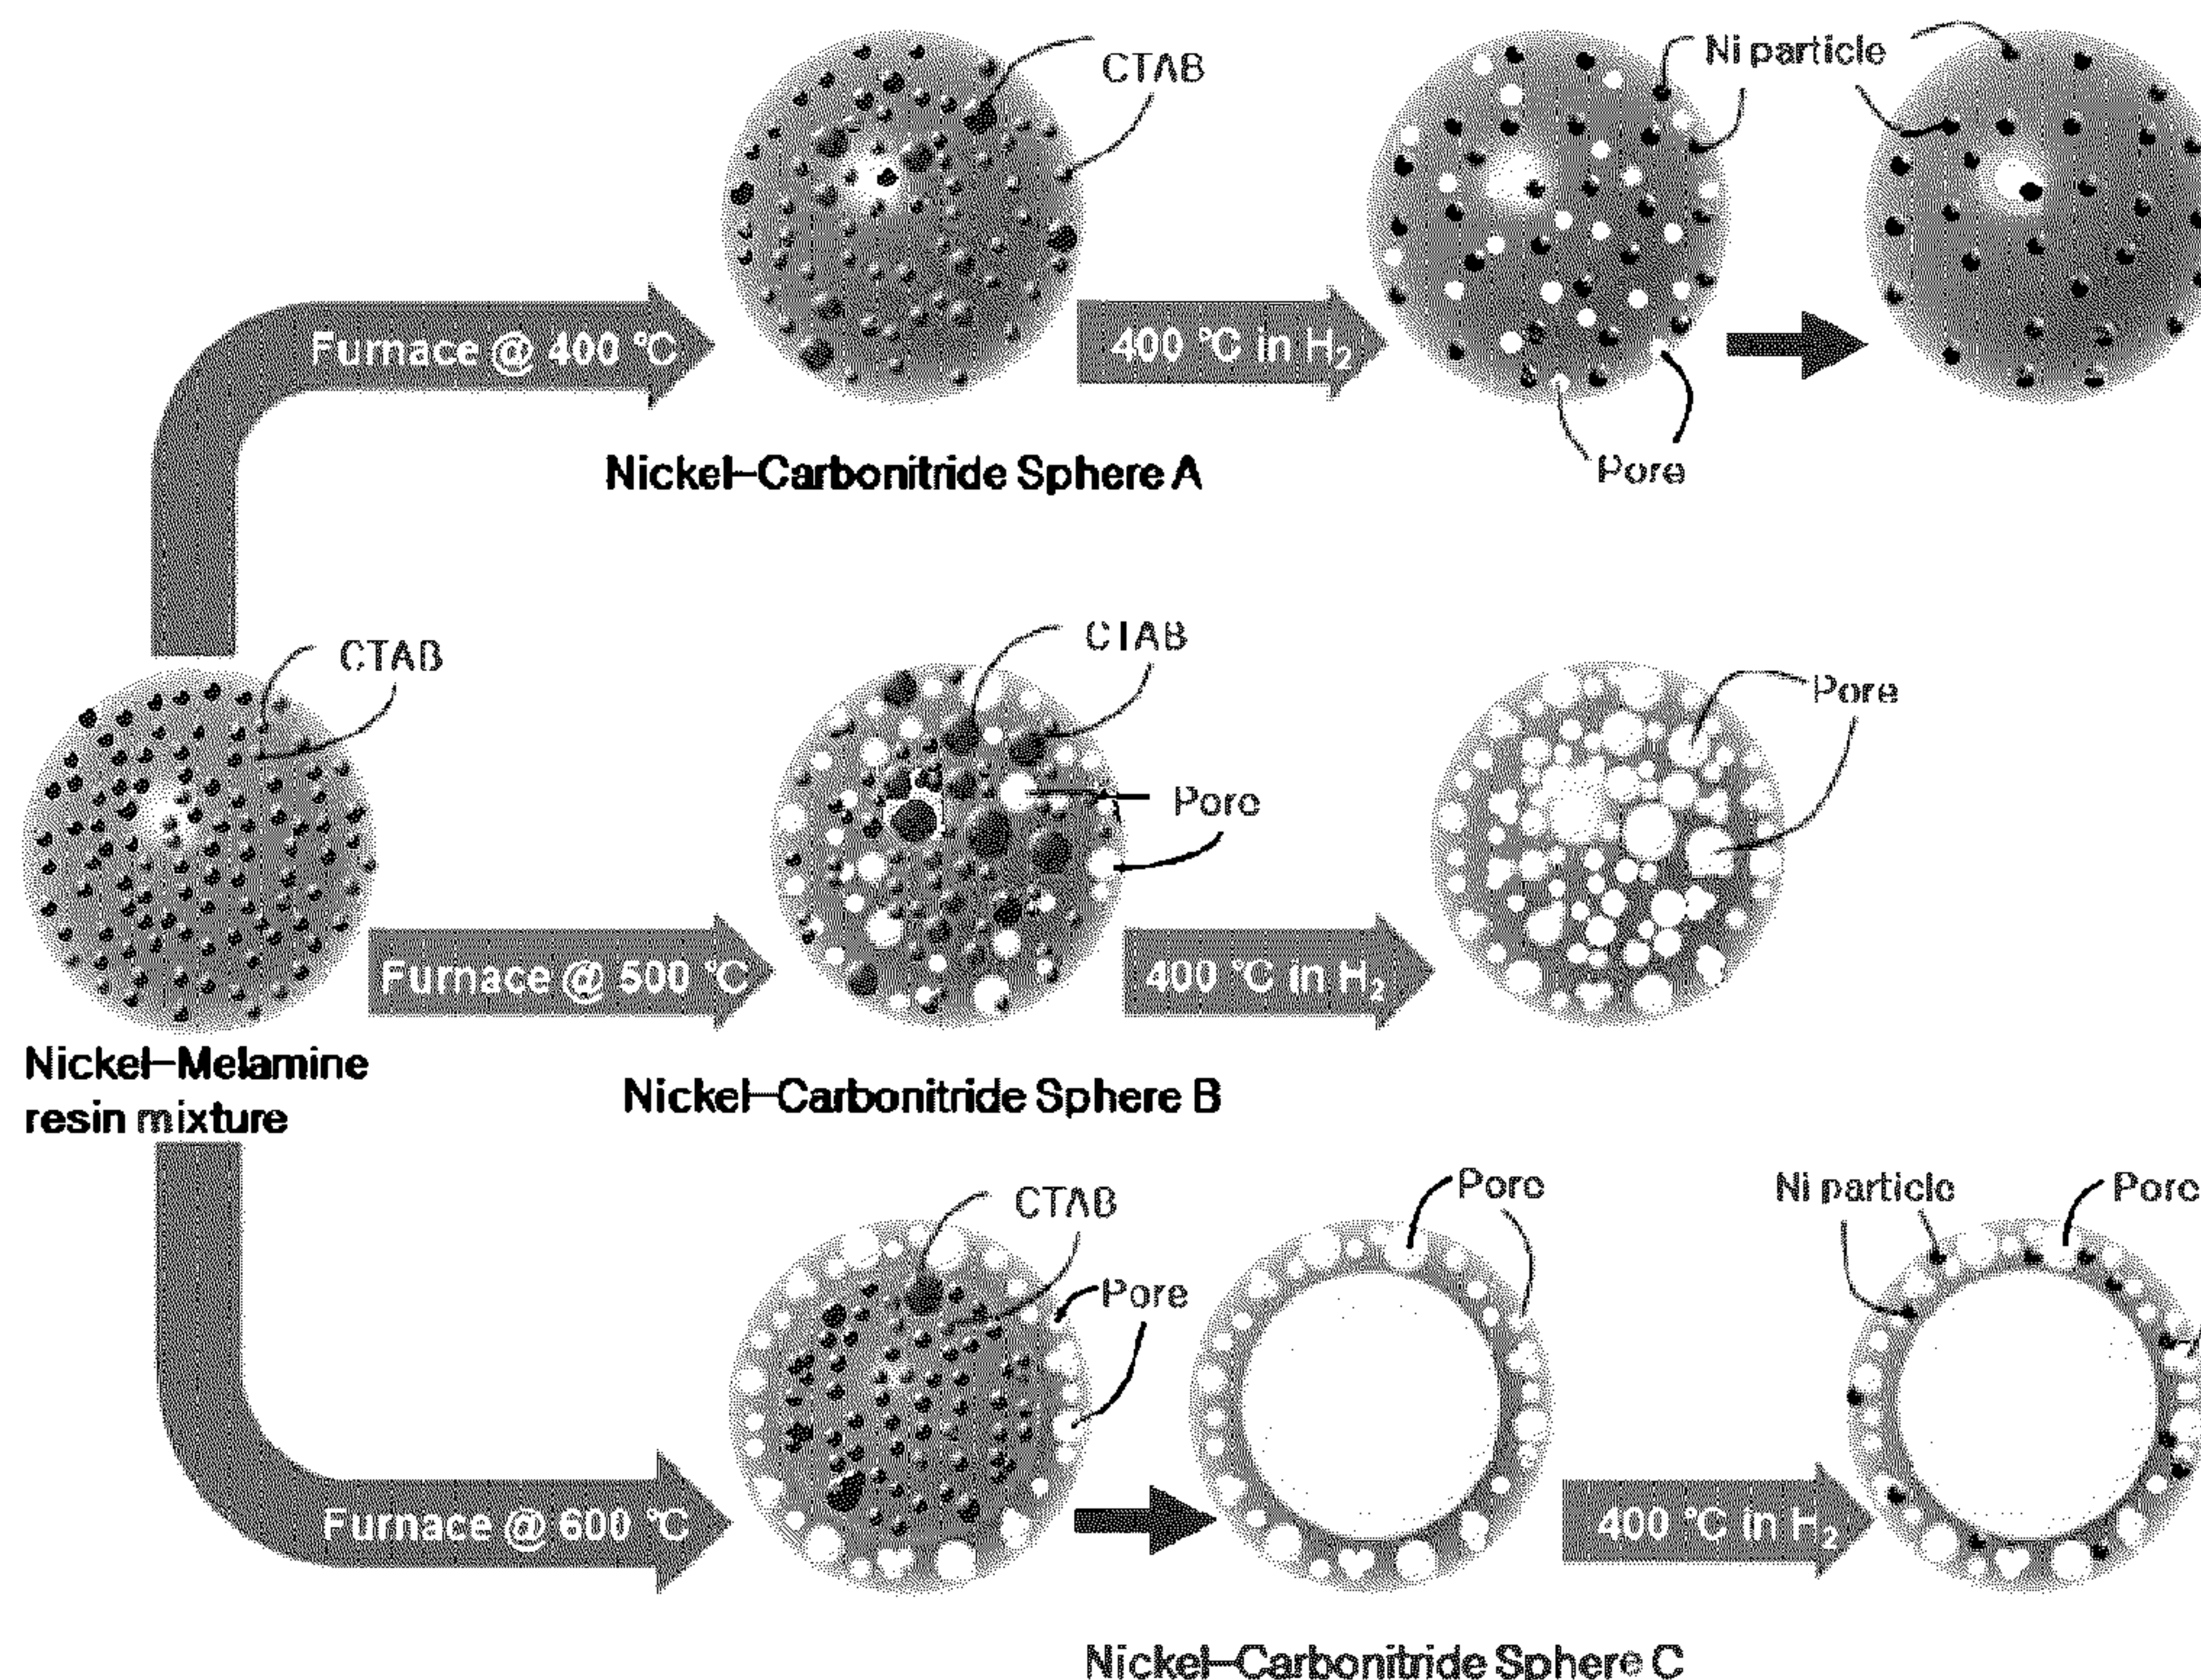 CTAB
Ni particle
Furnace @ 400 °C
400 °C in H₂
Pore
Nickel–Carbonitride Sphere A
CTAB
CTAB
Pore
Pore
Furnace @ 500 °C
400 °C in H₂
Nickel–Melamine
resin mixture
Nickel–Carbonitride Sphere B
CTAB
Pore
Pore
Ni particle
Pore
Furnace @ 600 °C
400 °C in H₂
Nickel–Carbonitride Sphere C